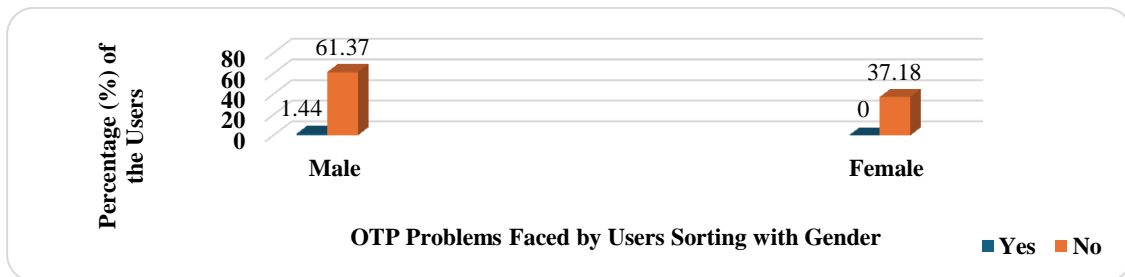 Percentage (%) of
the Users
80
60
40
20
0
1.44
61.37
0
37.18
Male
Female
OTP Problems Faced by Users Sorting with Gender
Yes
No